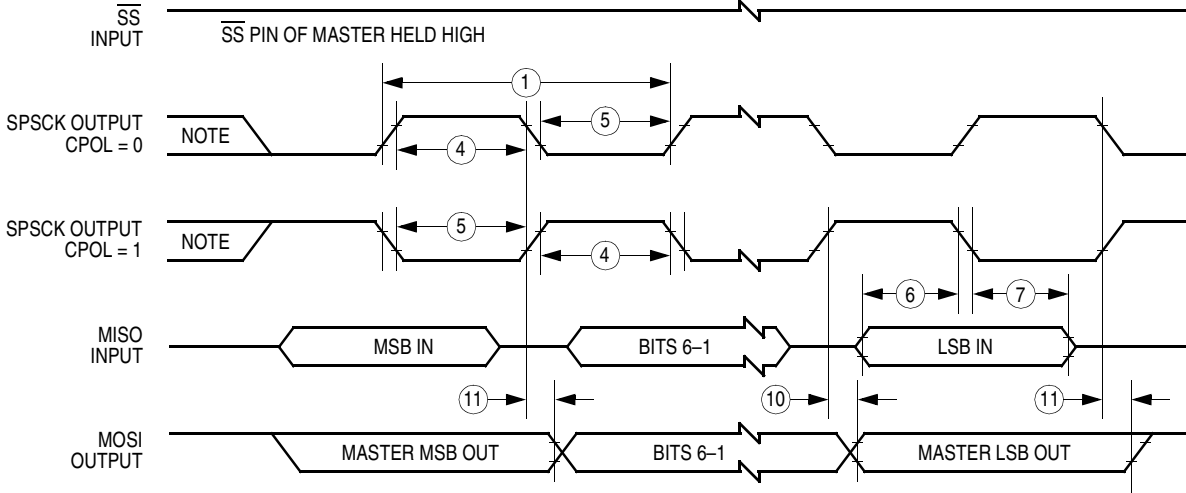 SS
INPUT
SS PIN OF MASTER HELD HIGH
1
SPSCK OUTPUT
CPOL = 0
NOTE
5
4
SPSCK OUTPUT
CPOL = 1
NOTE
5
4
6
7
MISO
INPUT
MSB IN
BITS 6–1
LSB IN
11
10
11
MOSI
OUTPUT
MASTER MSB OUT
BITS 6–1
MASTER LSB OUT